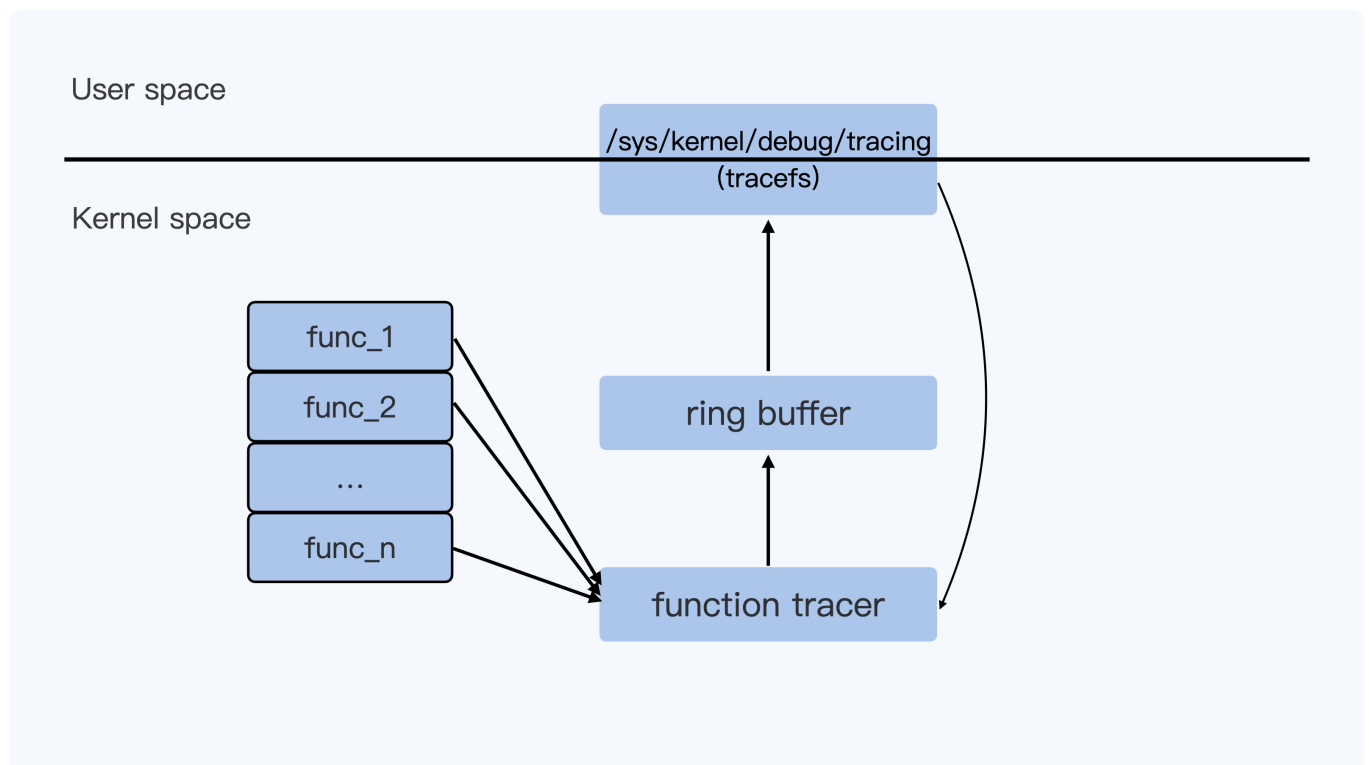 User space
/sys/kernel/debug/tracing
(tracefs)
Kernel space
func_1
func_2
...
func_n
ring buffer
function tracer